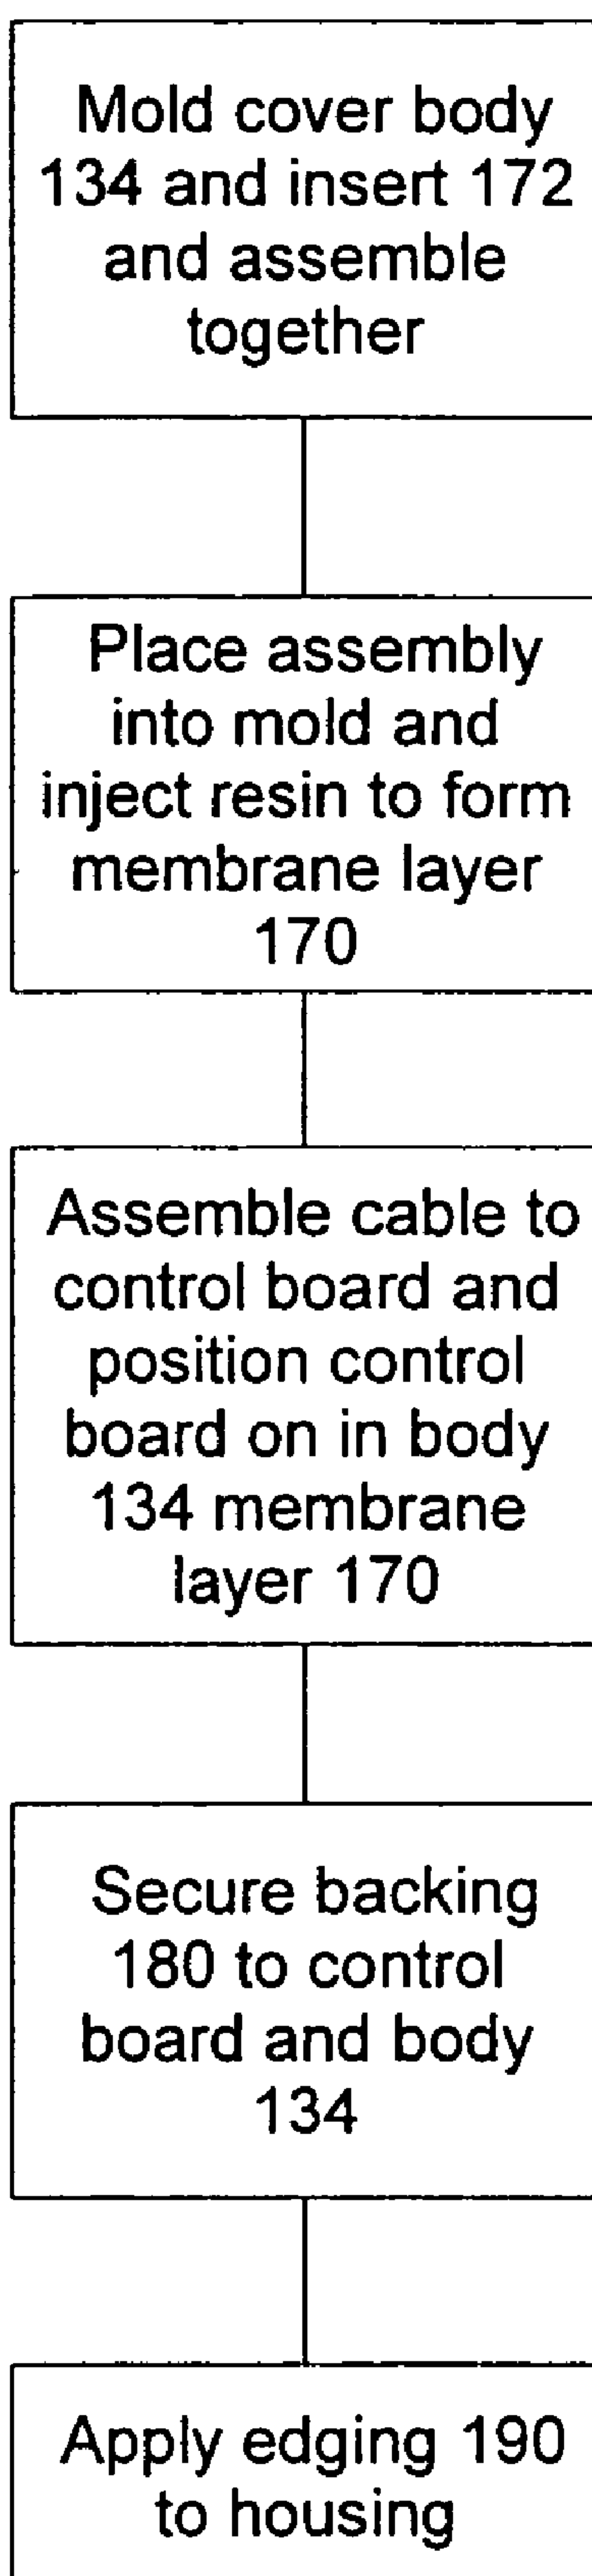 Mold cover body
134 and insert 172
and assemble
together
Place assembly
into mold and
inject resin to form
membrane layer
170
Assemble cable to
control board and
position control
board on in body
134 membrane
layer 170
Secure backing
180 to control
board and body
134
Apply edging 190
to housing